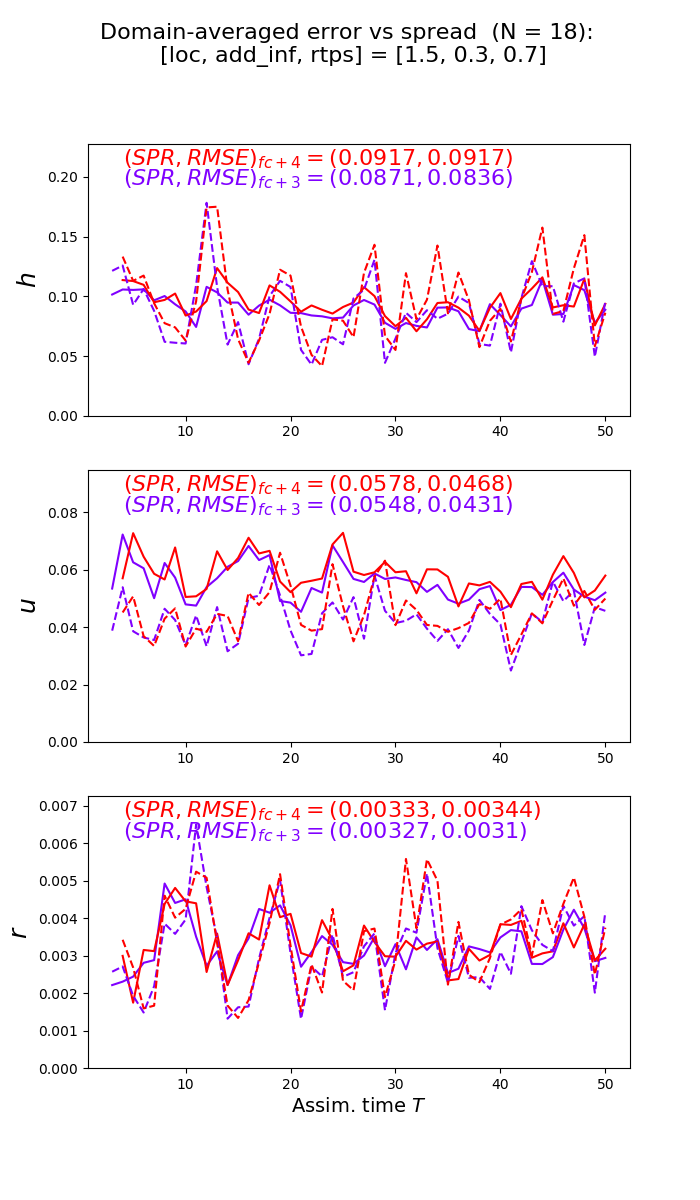 Domain-averaged error vs spread (N = 18):
[loc, add_inf, rtps] = [1.5, 0.3, 0.7]
(SPR, RMSE)fc+4 = (0.0917, 0.0917)
(SPR, RMSE)fc+3 = (0.0871, 0.0836)
0.20
0.15
0.10
0.05
0.00
h
10 20 30 40 50
(SPR, RMSE)fc+4 = (0.0578, 0.0468)
(SPR, RMSE)fc+3 = (0.0548, 0.0431)
0.08
0.06
0.04
0.02
0.00
u
10 20 30 40 50
(SPR, RMSE)fc+4 = (0.00333, 0.00344)
(SPR, RMSE)fc+3 = (0.00327, 0.0031)
0.007
0.006
0.005
0.004
0.003
0.002
0.001
0.000
r
10 20 30 40 50
Assim. time T